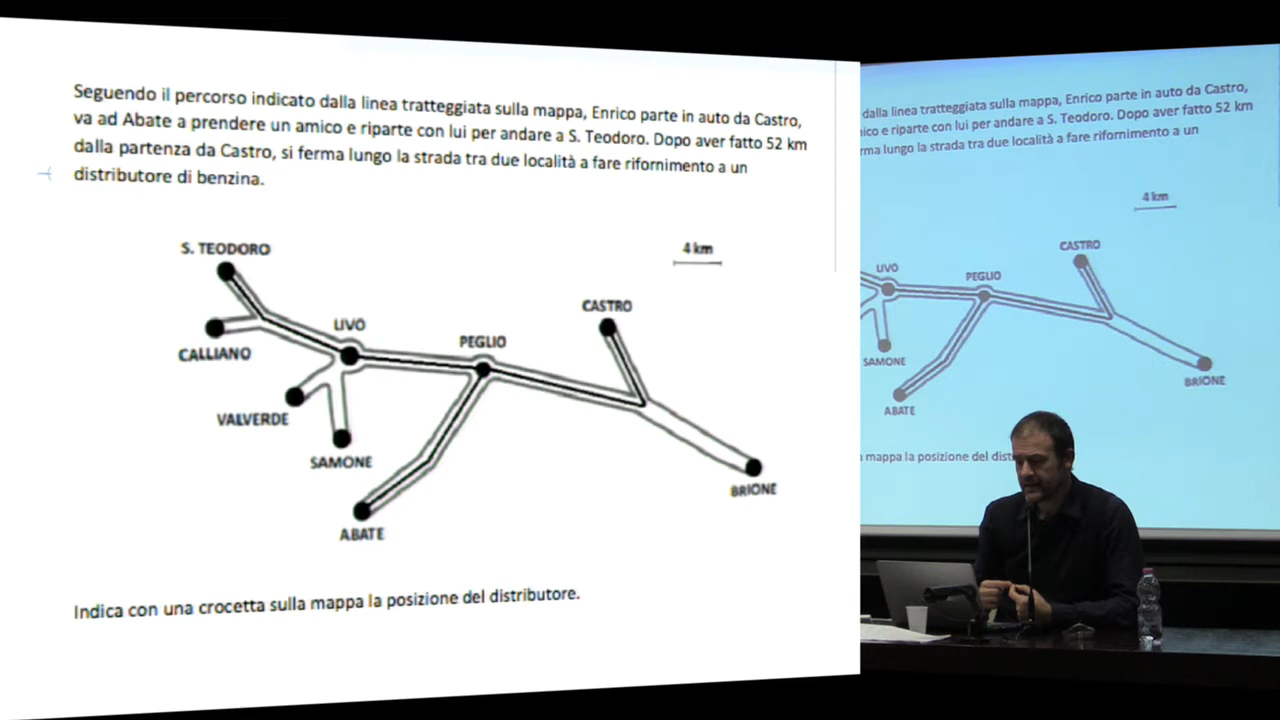 Seguendo il percorso indicato dalla linea tratteggiata sulla mappa, Enrico parte in auto da Castro,
va ad Abate a prendere un amico e riparte con lui per andare a S. Teodoro. Dopo aver fatto 52 km
dalla partenza da Castro, si ferma lungo la strada tra due località a fare rifornimento a un
distributore di benzina.
S. TEODORO
4 km
CASTRO
LIVO
PEGLIO
CALLIANO
VALVERDE
SAMONE
BRIONE
ABATE
Indica con una crocetta sulla mappa la posizione del distributore.
dalla linea tratteggiata sulla mappa, Enrico parte in auto da Castro,
ico e riparte con lui per andare a S. Teodoro. Dopo aver fatto 52 km
rma lungo la strada tra due località a fare rifornimento a un
4 km
CASTRO
LIVO
PEGLIO
SAMONE
BRIONE
ABATE
mappa la posizione del dist